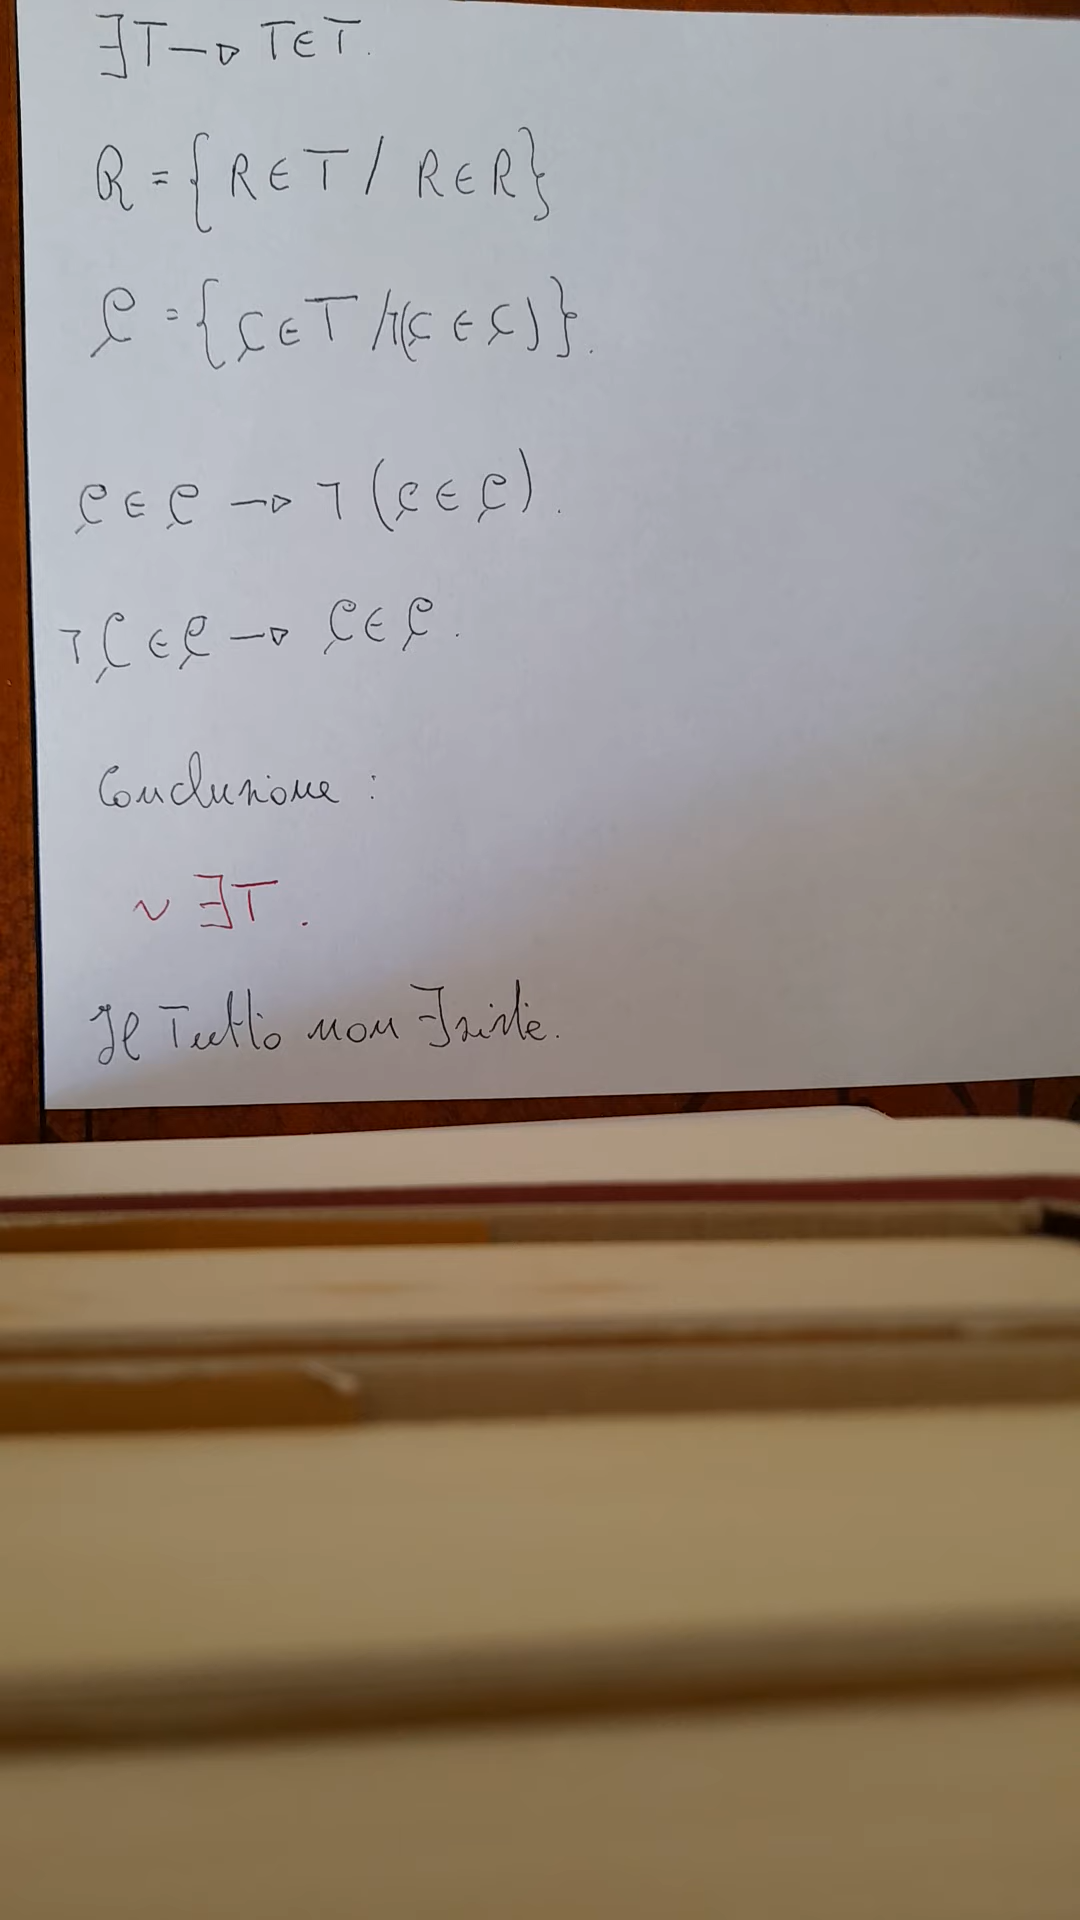 ∃T → T∈T.
R = { R∈T / R∈R }
Ϛ = { Ϛ∈T / ¬(Ϛ∈Ϛ) }.
Ϛ∈Ϛ → ¬(Ϛ∈Ϛ).
¬Ϛ∈Ϛ → Ϛ∈Ϛ.
Conclusione :
~ ∃T.
Il Tutto non Esiste.